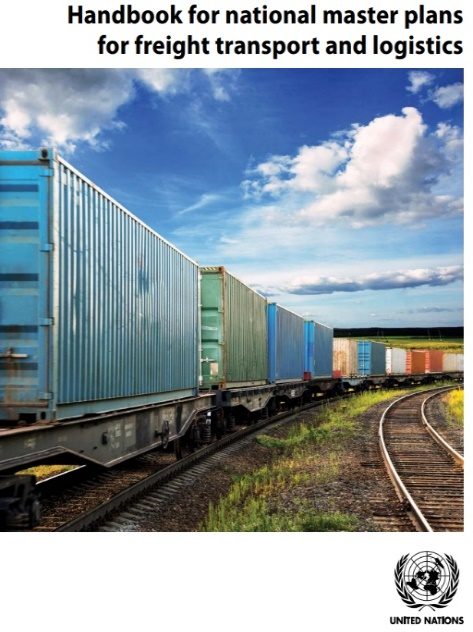 Handbook for national master plans
for freight transport and logistics
UNITED NATIONS